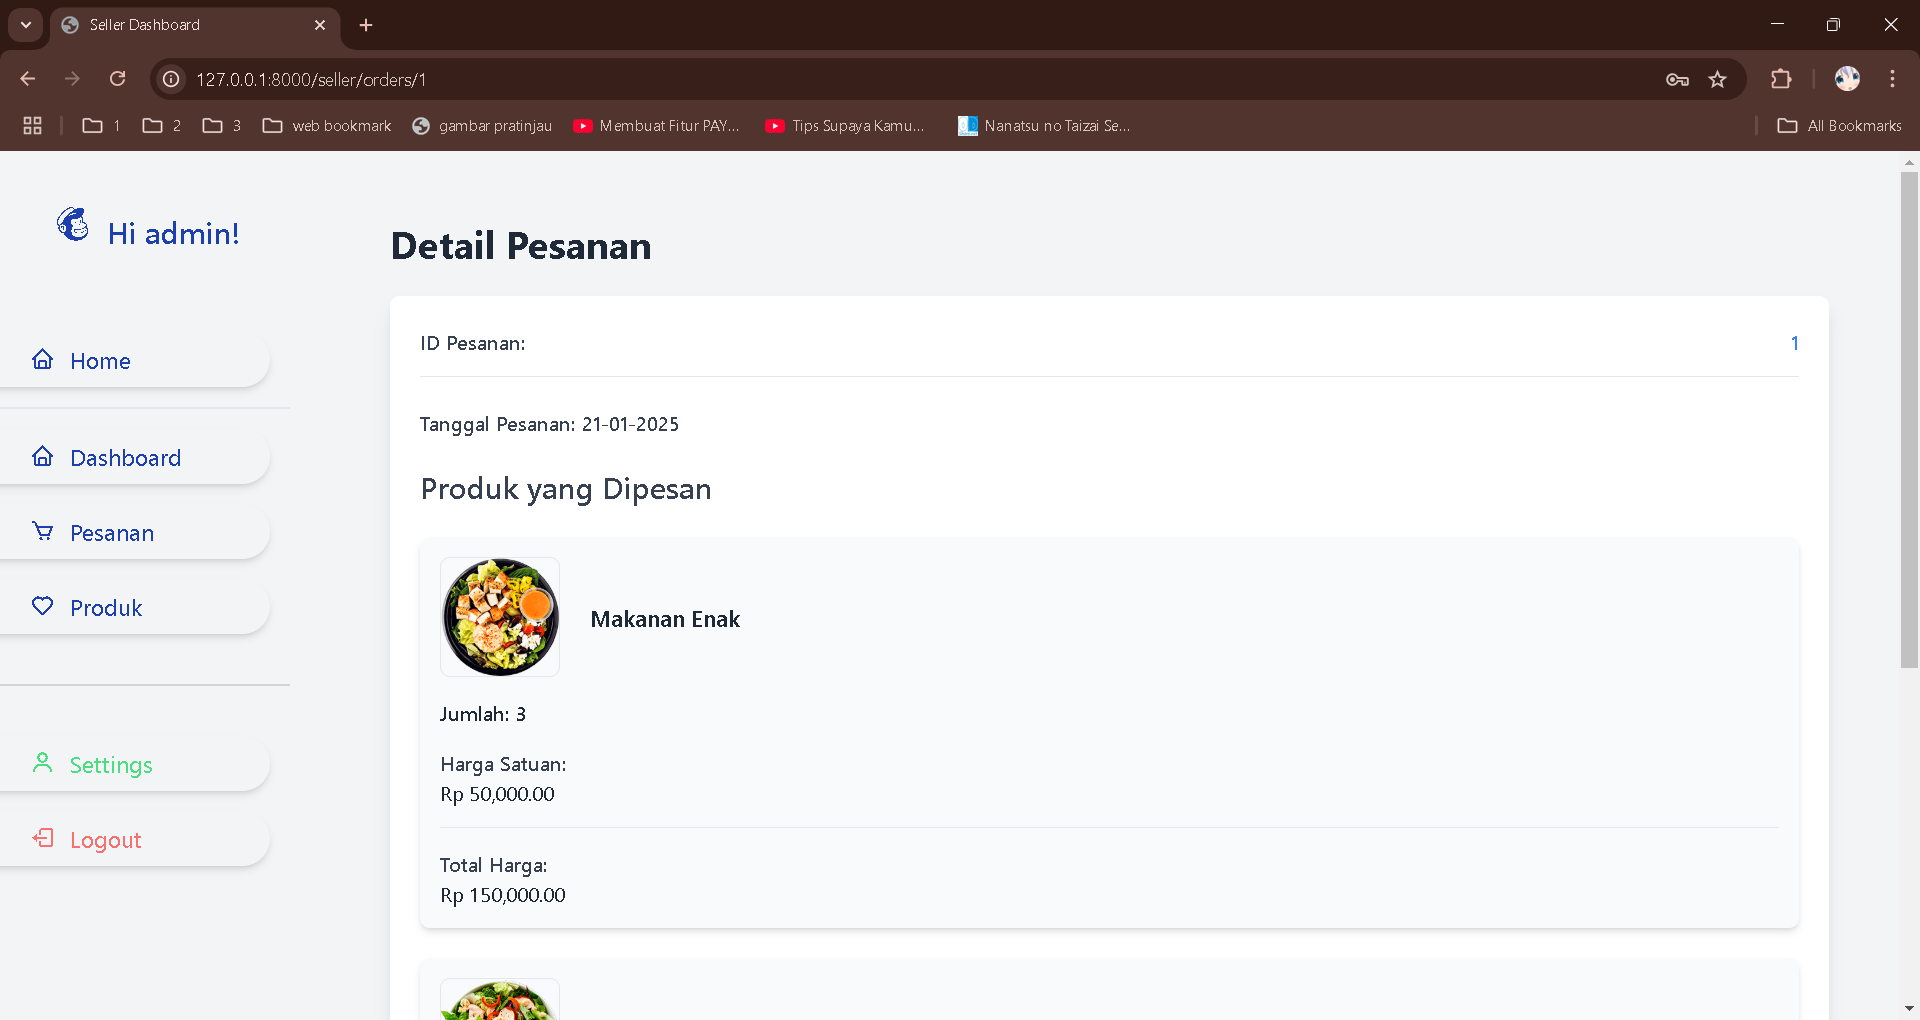 Seller Dashboard
127.0.0.1:8000/seller/orders/1
1
2
3
web bookmark
gambar pratinjau
Membuat Fitur PAY...
Tips Supaya Kamu...
Nanatsu no Taizai Se...
All Bookmarks
Hi admin!
Home
Dashboard
Pesanan
Produk
Settings
Logout
Detail Pesanan
ID Pesanan: 1
Tanggal Pesanan: 21-01-2025
Produk yang Dipesan
Makanan Enak
Jumlah: 3
Harga Satuan:
Rp 50,000.00
Total Harga:
Rp 150,000.00